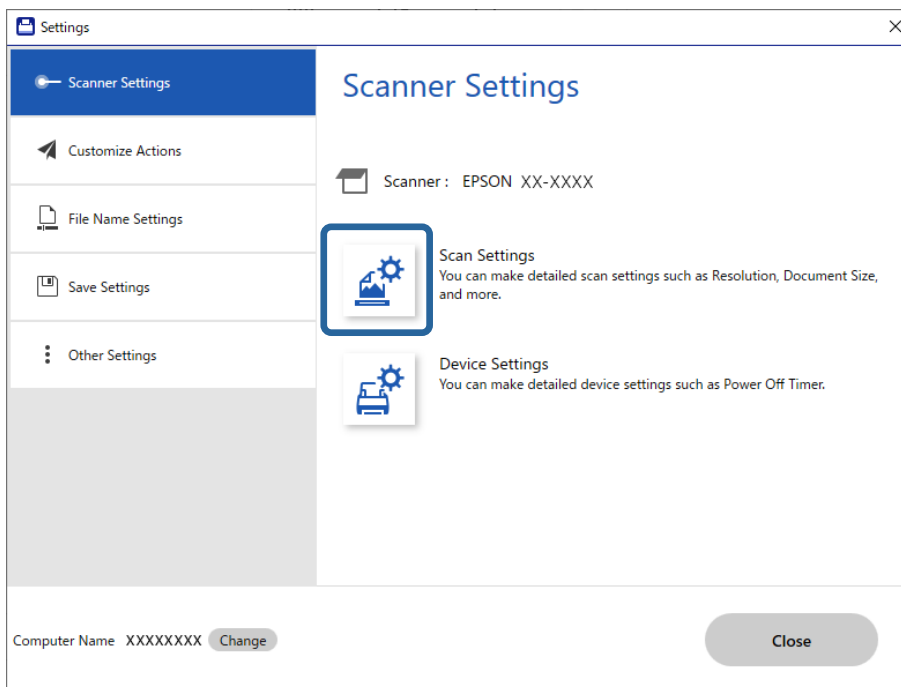 Settings
Scanner Settings
Customize Actions
File Name Settings
Save Settings
Other Settings
Scanner Settings
Scanner : EPSON XX-XXXX
Scan Settings
You can make detailed scan settings such as Resolution, Document Size,
and more.
Device Settings
You can make detailed device settings such as Power Off Timer.
Computer Name XXXXXXXX Change
Close